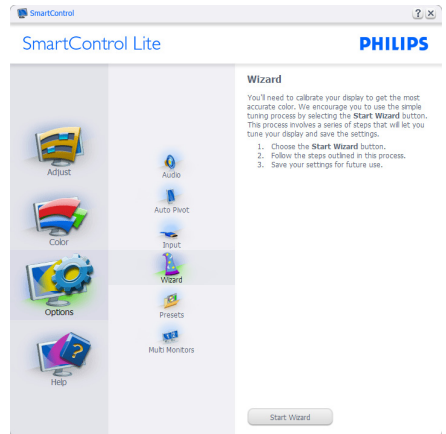 SmartControl
? ×
SmartControl Lite
PHILIPS
Adjust
Color
Options
Help
Audio
Auto Pivot
Input
Wizard
Presets
Multi Monitors
Wizard
You'll need to calibrate your display to get the most
accurate color. We encourage you to use the simple
tuning process by selecting the Start Wizard button.
This process involves a series of steps that will let you
tune your display and save the settings.
1. Choose the Start Wizard button.
2. Follow the steps outlined in this process.
3. Save your settings for future use.
Start Wizard